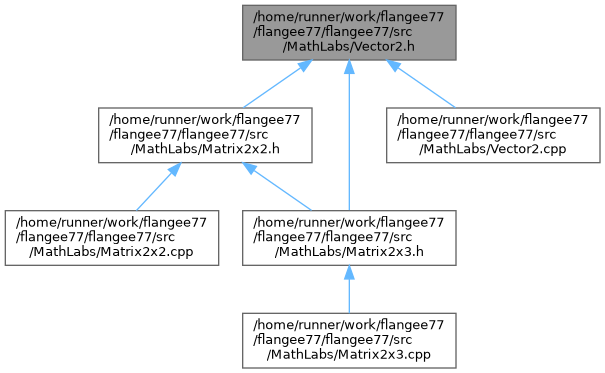 /home/runner/work/flangee77
/flangee77/flangee77/src
/MathLabs/Vector2.h
/home/runner/work/flangee77
/flangee77/flangee77/src
/MathLabs/Matrix2x2.h
/home/runner/work/flangee77
/flangee77/flangee77/src
/MathLabs/Vector2.cpp
/home/runner/work/flangee77
/flangee77/flangee77/src
/MathLabs/Matrix2x2.cpp
/home/runner/work/flangee77
/flangee77/flangee77/src
/MathLabs/Matrix2x3.h
/home/runner/work/flangee77
/flangee77/flangee77/src
/MathLabs/Matrix2x3.cpp